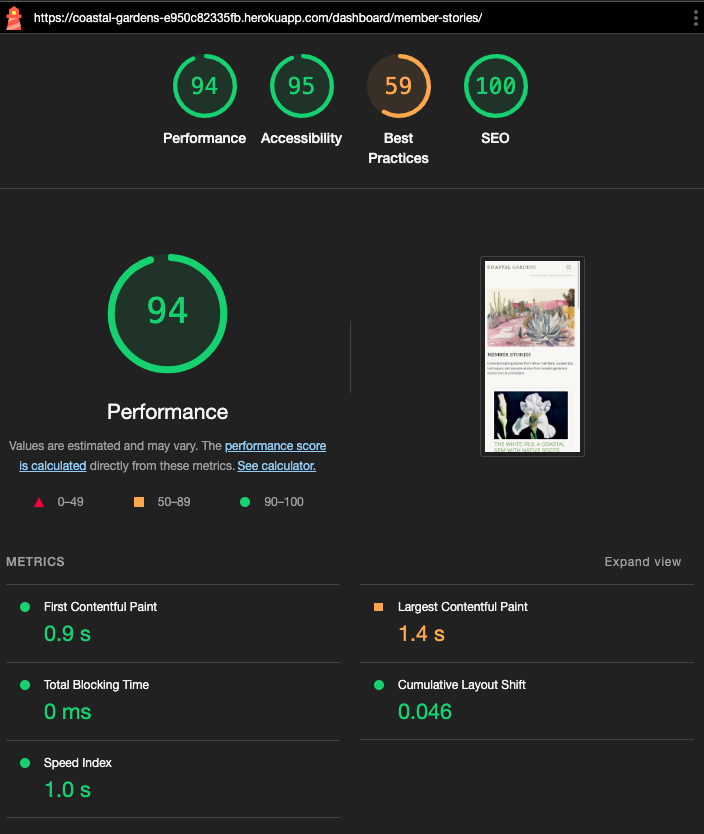 https://coastal-gardens-e950c82335fb.herokuapp.com/dashboard/member-stories/
94
95
59
100
Performance
Accessibility
Best
Practices
SEO
94
Performance
Values are estimated and may vary. The performance score
is calculated directly from these metrics. See calculator.
0–49
50–89
90–100
COASTAL GARDENS
MEMBER STORIES
THE WHITE IRIS: A COASTAL
GEM WITH NATIVE ROOTS
METRICS
Expand view
First Contentful Paint
0.9 s
Largest Contentful Paint
1.4 s
Total Blocking Time
0 ms
Cumulative Layout Shift
0.046
Speed Index
1.0 s